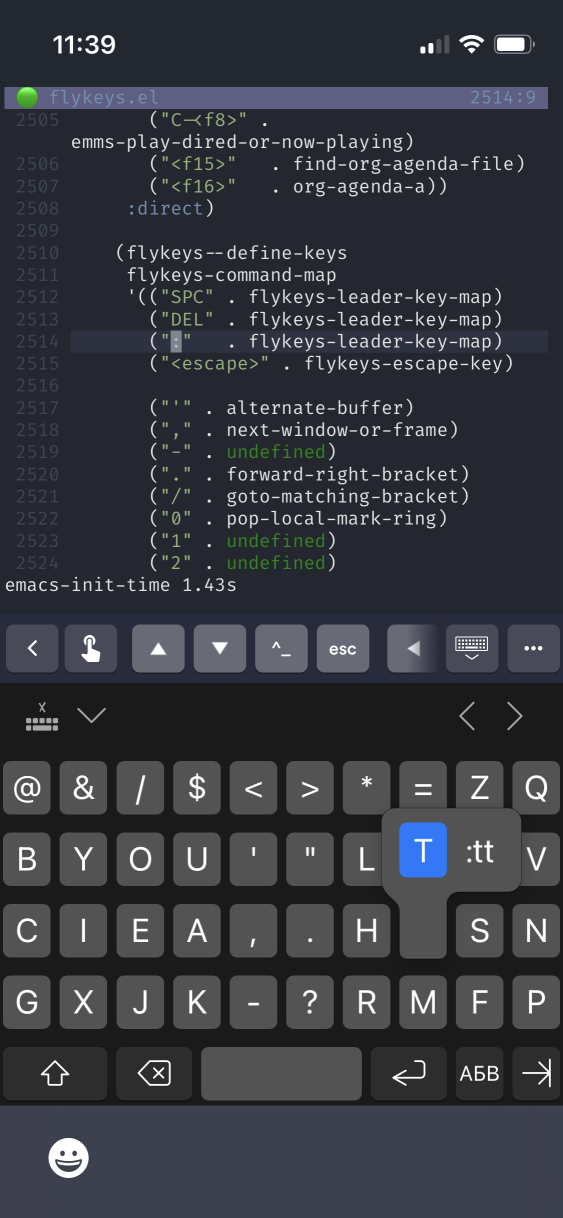 11:39
flykeys.el 2514:9
2505 ("C-<f8>" .
emms-play-dired-or-now-playing)
2506 ("<f15>" . find-org-agenda-file)
2507 ("<f16>" . org-agenda-a))
2508 :direct)
2509
2510 (flykeys--define-keys
2511 flykeys-command-map
2512 '(("SPC" . flykeys-leader-key-map)
2513 ("DEL" . flykeys-leader-key-map)
2514 (":" . flykeys-leader-key-map)
2515 ("<escape>" . flykeys-escape-key)
2516
2517 ("'" . alternate-buffer)
2518 ("," . next-window-or-frame)
2519 ("-" . undefined)
2520 ("." . forward-right-bracket)
2521 ("/" . goto-matching-bracket)
2522 ("0" . pop-local-mark-ring)
2523 ("1" . undefined)
2524 ("2" . undefined)
emacs-init-time 1.43s
^_ esc •••
@ & / $ < > * = Z Q
B Y O U ' " L T :tt V
C I E A , . H S N
G X J K - ? R M F P
АБВ